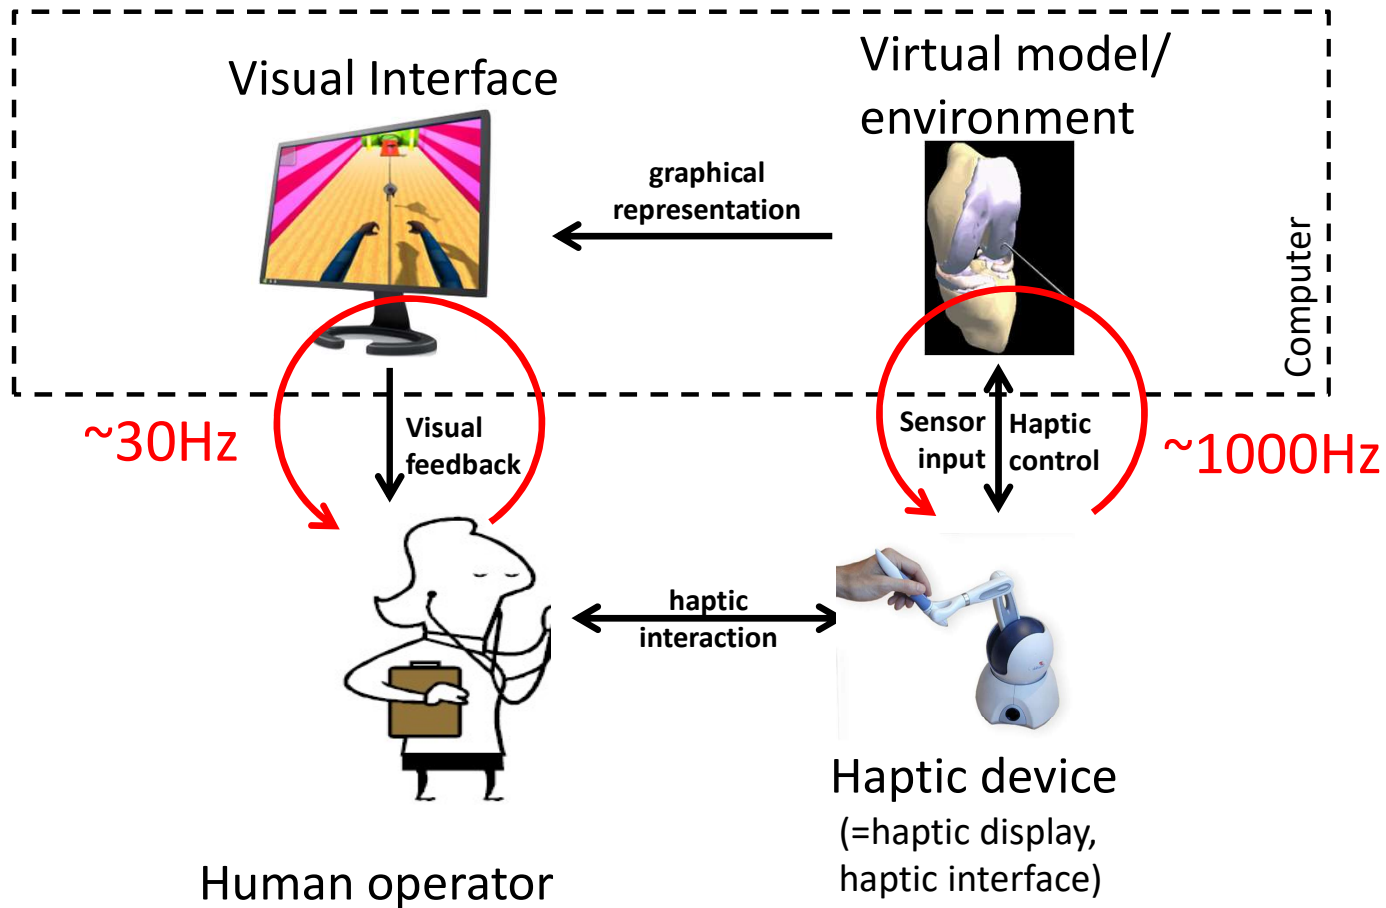 Visual Interface
Virtual model/
environment
graphical
representation
Computer
~30Hz
Visual
feedback
Sensor
input
Haptic
control
~1000Hz
haptic
interaction
Haptic device
(=haptic display,
haptic interface)
Human operator